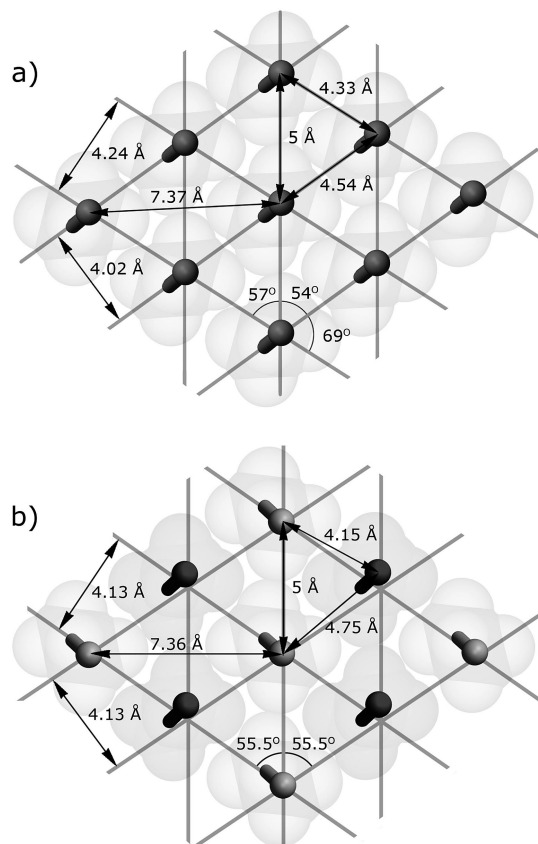 a)
4.33 Å
4.24 Å
5 Å
7.37 Å
4.54 Å
4.02 Å
57° 54°
69°
b)
4.15 Å
4.13 Å
5 Å
7.36 Å
4.75 Å
4.13 Å
55.5° 55.5°